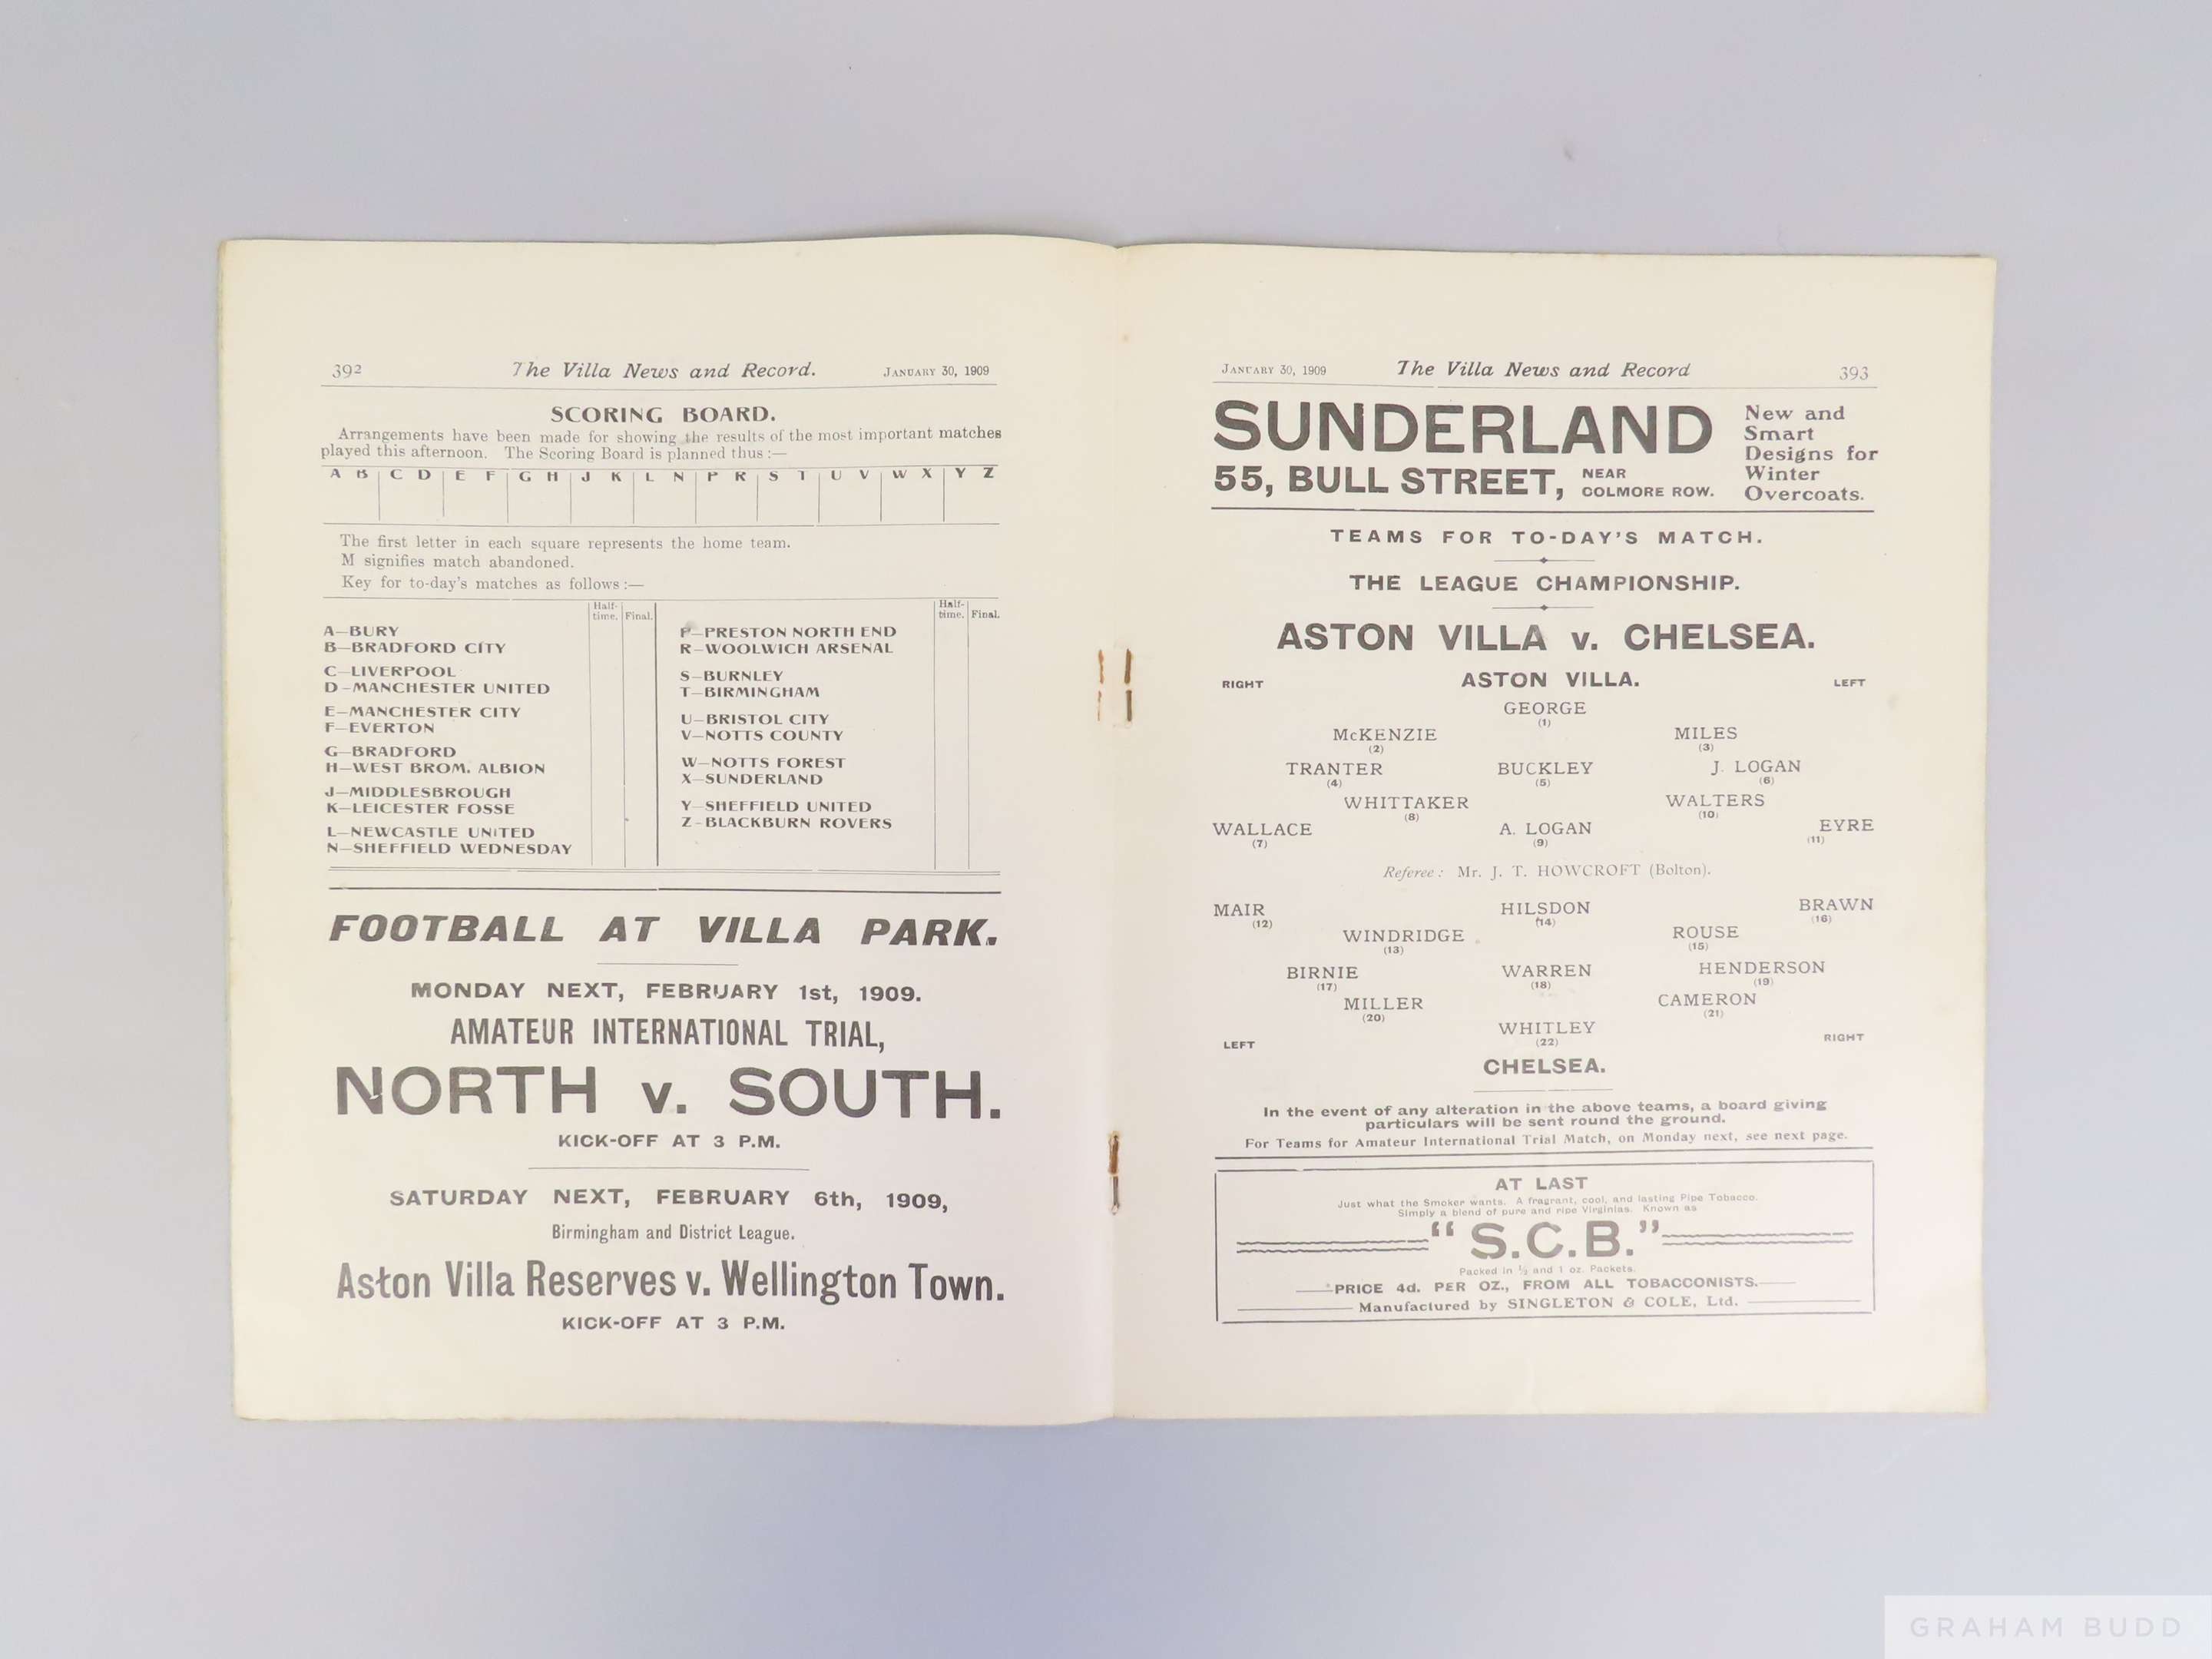 392 The Villa News and Record. JANUARY 30, 1909
SCORING BOARD.
Arrangements have been made for showing the results of the most important matches
played this afternoon. The Scoring Board is planned thus :—
A B C D E F G H J K L N P R S T U V W X Y Z
The first letter in each square represents the home team.
M signifies match abandoned.
Key for to-day's matches as follows :—
Half-time. Final. Half-time. Final.
A—BURY
B—BRADFORD CITY
C—LIVERPOOL
D—MANCHESTER UNITED
E—MANCHESTER CITY
F—EVERTON
G—BRADFORD
H—WEST BROM. ALBION
J—MIDDLESBROUGH
K—LEICESTER FOSSE
L—NEWCASTLE UNITED
N—SHEFFIELD WEDNESDAY
P—PRESTON NORTH END
R—WOOLWICH ARSENAL
S—BURNLEY
T—BIRMINGHAM
U—BRISTOL CITY
V—NOTTS COUNTY
W—NOTTS FOREST
X—SUNDERLAND
Y—SHEFFIELD UNITED
Z—BLACKBURN ROVERS
FOOTBALL AT VILLA PARK.
MONDAY NEXT, FEBRUARY 1st, 1909.
AMATEUR INTERNATIONAL TRIAL,
NORTH v. SOUTH.
KICK-OFF AT 3 P.M.
SATURDAY NEXT, FEBRUARY 6th, 1909,
Birmingham and District League.
Aston Villa Reserves v. Wellington Town.
KICK-OFF AT 3 P.M.
JANUARY 30, 1909 The Villa News and Record 393
SUNDERLAND
55, BULL STREET, NEAR COLMORE ROW.
New and
Smart
Designs for
Winter
Overcoats.
TEAMS FOR TO-DAY'S MATCH.
THE LEAGUE CHAMPIONSHIP.
ASTON VILLA v. CHELSEA.
RIGHT ASTON VILLA. LEFT
GEORGE
(1)
McKENZIE MILES
(2) (3)
TRANTER BUCKLEY J. LOGAN
(4) (5) (6)
WHITTAKER WALTERS
(8) (10)
WALLACE A. LOGAN EYRE
(7) (9) (11)
Referee : Mr. J. T. HOWCROFT (Bolton).
MAIR HILSDON BRAWN
(12) (14) (16)
WINDRIDGE ROUSE
(13) (15)
BIRNIE WARREN HENDERSON
(17) (18) (19)
MILLER CAMERON
(20) (21)
WHITLEY
(22)
LEFT RIGHT
CHELSEA.
In the event of any alteration in the above teams, a board giving
particulars will be sent round the ground.
For Teams for Amateur International Trial Match, on Monday next, see next page.
AT LAST
Just what the Smoker wants. A fragrant, cool, and lasting Pipe Tobacco.
Simply a blend of pure and ripe Virginias. Known as
"S.C.B."
Packed in ½ and 1 oz. Packets.
PRICE 4d. PER OZ., FROM ALL TOBACCONISTS.
Manufactured by SINGLETON & COLE, Ltd.
GRAHAM BUDD